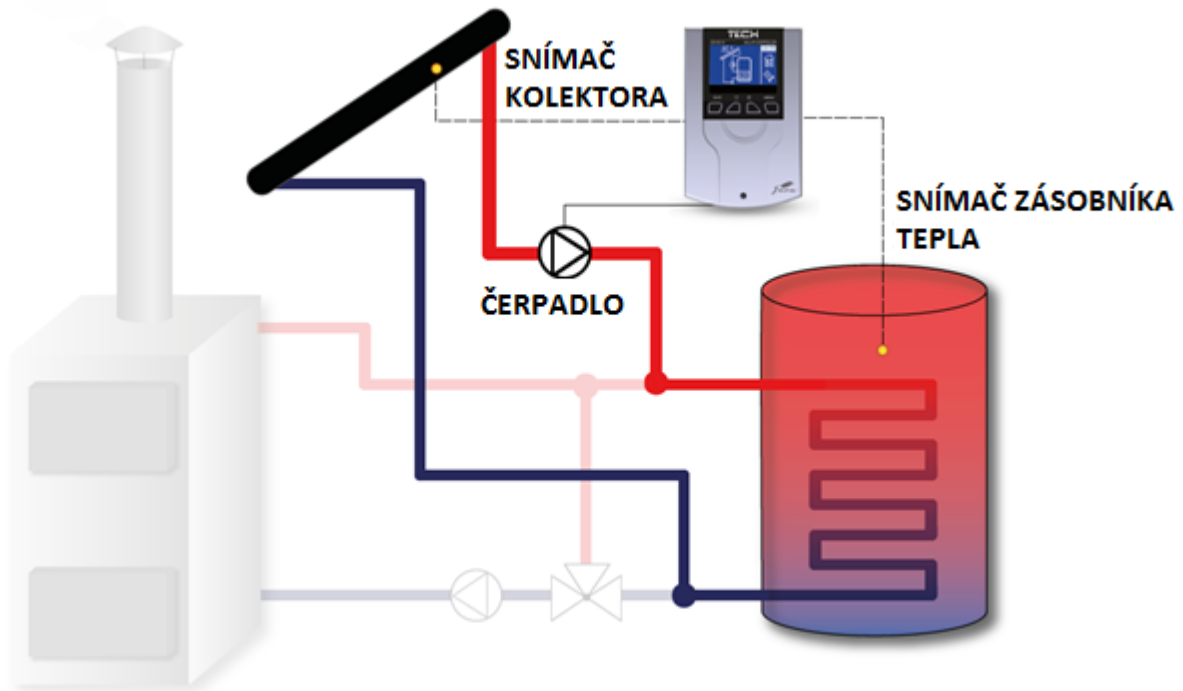 SNÍMAČ
KOLEKTORA
TECH
SNÍMAČ ZÁSOBNÍKA
TEPLA
ČERPADLO